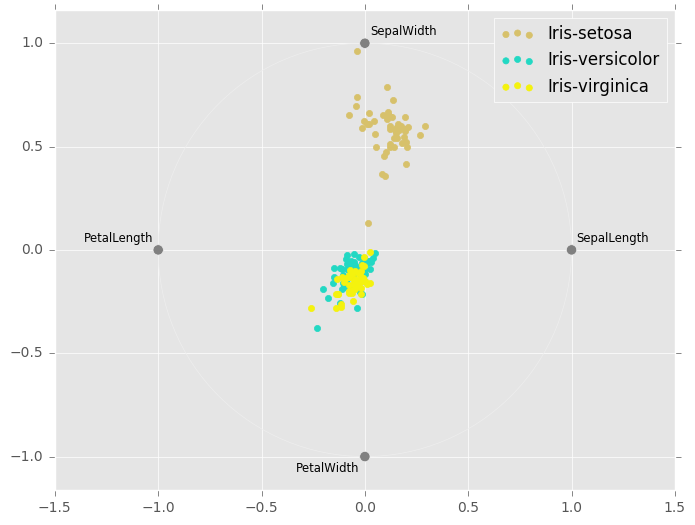 1.0
0.5
0.0
−0.5
−1.0
SepalWidth
PetalLength
SepalLength
PetalWidth
Iris-setosa
Iris-versicolor
Iris-virginica
−1.5
−1.0
−0.5
0.0
0.5
1.0
1.5